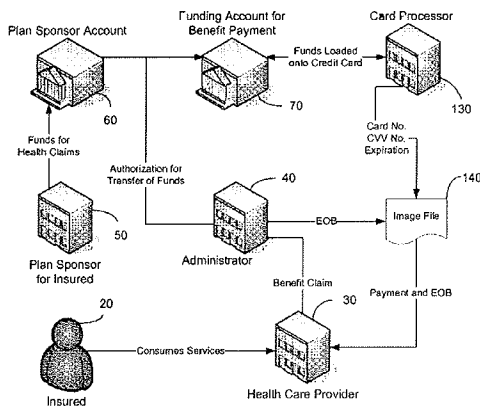 Plan Sponsor Account
Funding Account for
Benefit Payment
Card Processor
Funds Loaded
onto Credit Card
60
70
130
Funds for
Health Claims
Card No.
CVV No.
Expiration
Authorization for
Transfer of Funds
40
140
50
EOB
Image File
Plan Sponsor
for Insured
Administrator
Benefit Claim
Payment and EOB
20
30
Consumes Services
Insured
Health Care Provider